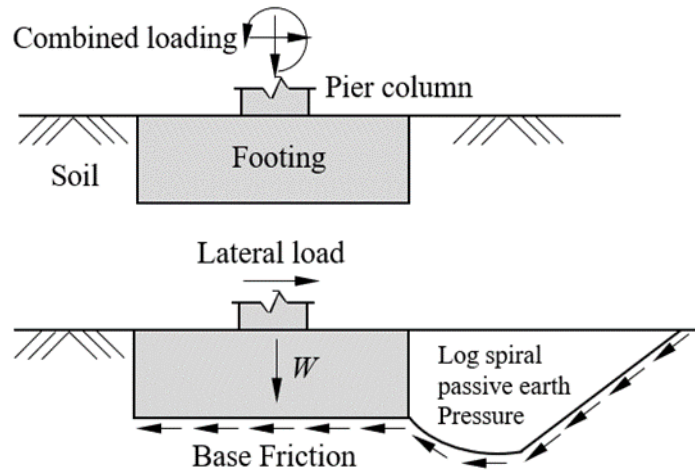 Combined loading
Pier column
Footing
Soil
Lateral load
W
Log spiral
passive earth
Pressure
Base Friction